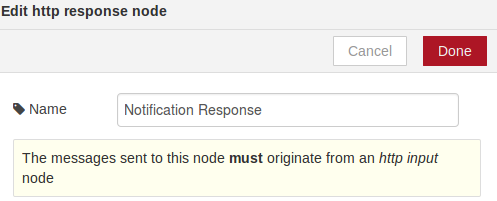 Edit http response node
Cancel Done
Name Notification Response
The messages sent to this node must originate from an http input
node